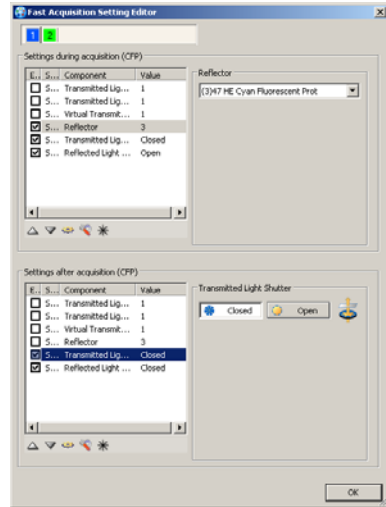 Fast Acquisition Setting Editor
1 2
Settings during acquisition (CFP)
E.. S... Component Value
S... Transmitted Lig... 1
S... Transmitted Lig... 1
S... Virtual Transmit... 1
S... Reflector 3
S... Transmitted Lig... Closed
S... Reflected Light ... Open
Reflector
(3)47 HE Cyan Fluorescent Prot
Settings after acquisition (CFP)
E.. S... Component Value
S... Transmitted Lig... 1
S... Transmitted Lig... 1
S... Virtual Transmit... 1
S... Reflector 3
S... Transmitted Lig... Closed
S... Reflected Light ... Closed
Transmitted Light Shutter
Closed Open
OK